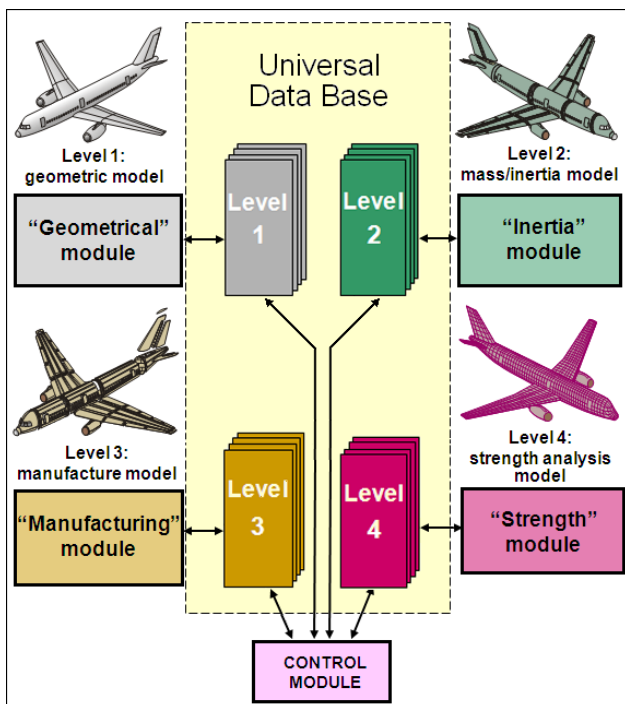 Universal
Data Base
Level 1:
geometric model
Level 2:
mass/inertia model
“Geometrical”
module
Level
1
Level
2
“Inertia”
module
Level 3:
manufacture model
Level 4:
strength analysis
model
“Manufacturing”
module
Level
3
Level
4
“Strength”
module
CONTROL
MODULE